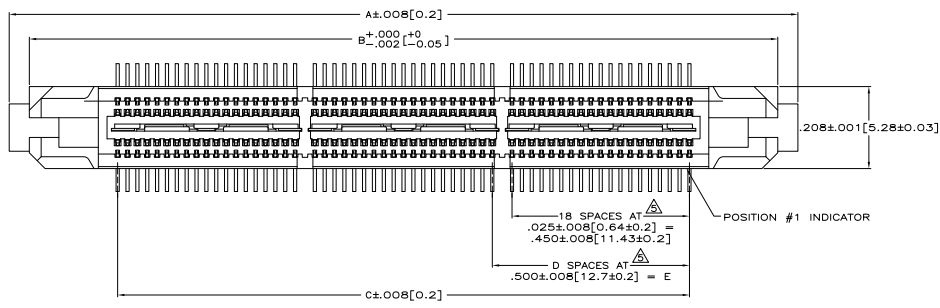 A±.008[0.2]
B+.000 -.002[+0 -0.05]
.208±.001[5.28±0.03]
18 SPACES AT 5
.025±.008[0.64±0.2] =
.450±.008[11.43±0.2]
POSITION #1 INDICATOR
D SPACES AT 5
.500±.008[12.7±0.2] = E
C±.008[0.2]